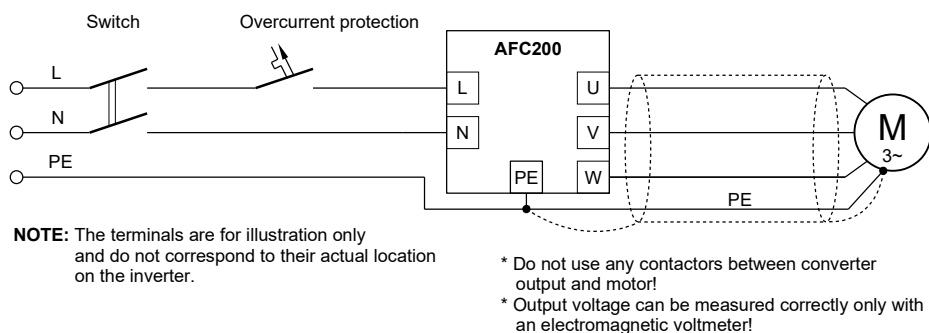 Switch
Overcurrent protection
AFC200
L
L
U
N
N
V
M
3~
PE
PE
W
PE
NOTE: The terminals are for illustration only
and do not correspond to their actual location
on the inverter.
* Do not use any contactors between converter
output and motor!
* Output voltage can be measured correctly only with
an electromagnetic voltmeter!